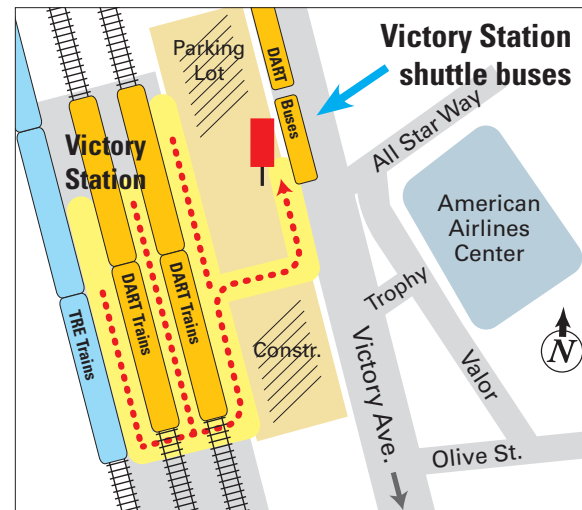 Parking
Lot
DART
Buses
Victory Station
shuttle buses
All Star Way
Victory
Station
American
Airlines
Center
DART Trains
DART Trains
TRE Trains
Trophy
Constr.
Victory Ave.
Valor
N
Olive St.